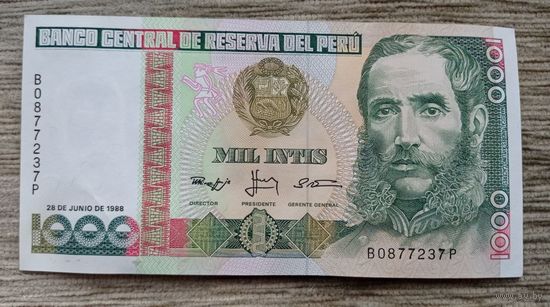 BANCO CENTRAL DE RESERVA DEL PERÚ
B0877237P
1000
MIL INTIS
28 DE JUNIO DE 1988
DIRECTOR PRESIDENTE GERENTE GENERAL
1000
B0877237P
1000